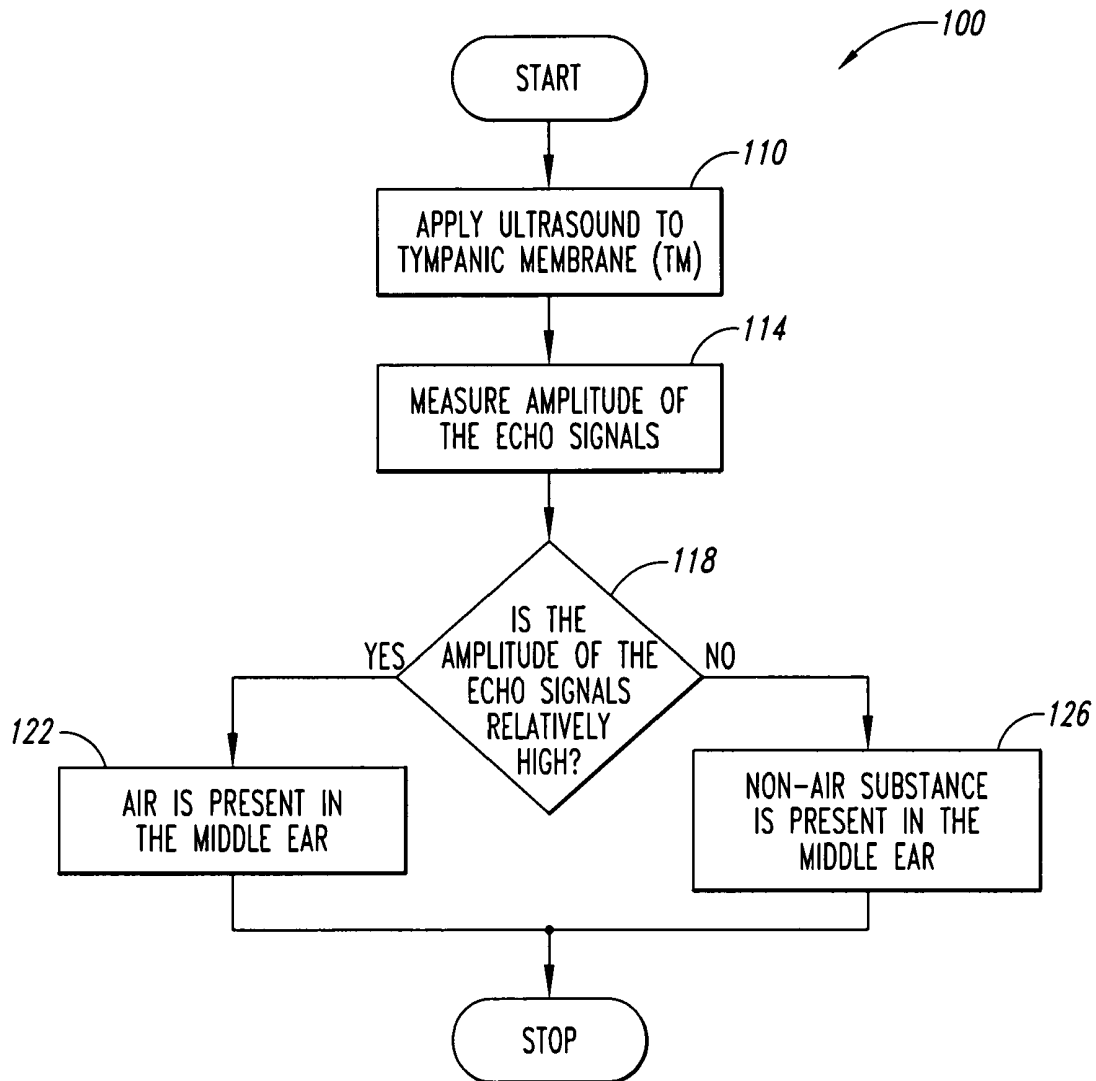 100
START
110
APPLY ULTRASOUND TO
TYMPANIC MEMBRANE (TM)
114
MEASURE AMPLITUDE OF
THE ECHO SIGNALS
118
IS THE
AMPLITUDE OF THE
ECHO SIGNALS
RELATIVELY
HIGH?
YES
NO
122
AIR IS PRESENT IN
THE MIDDLE EAR
126
NON-AIR SUBSTANCE
IS PRESENT IN THE
MIDDLE EAR
STOP